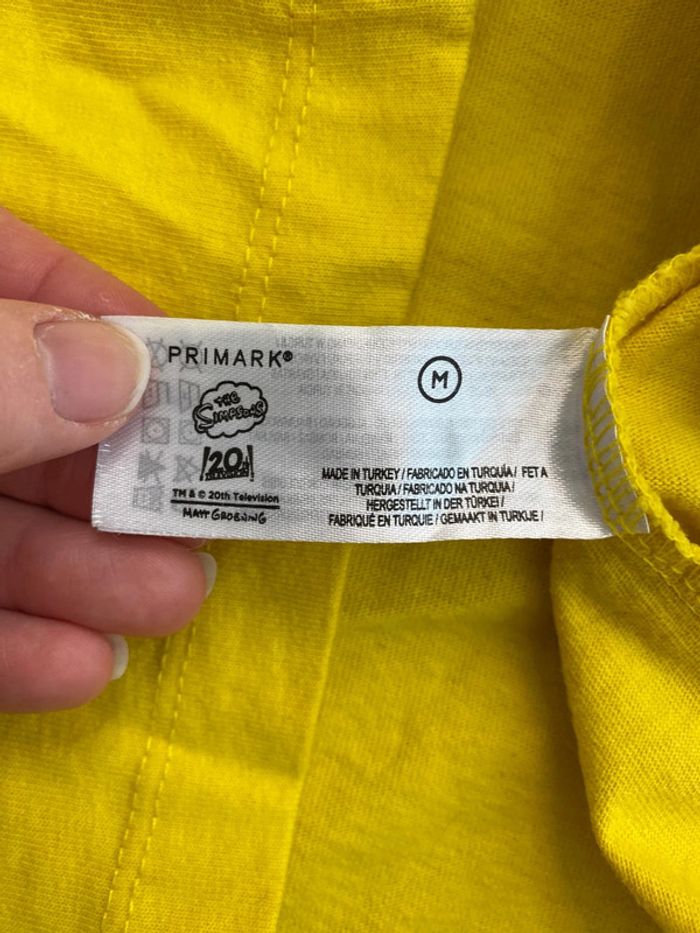 PRIMARK®
M
THE
SIMPSONS
20
TELEVISION
TM & © 20th Television
MATT GROENING
MADE IN TURKEY / FABRICADO EN TURQUÍA / FET A
TURQUIA / FABRICADO NA TURQUIA /
HERGESTELLT IN DER TÜRKEI /
FABRIQUÉ EN TURQUIE / GEMAAKT IN TURKIJE /